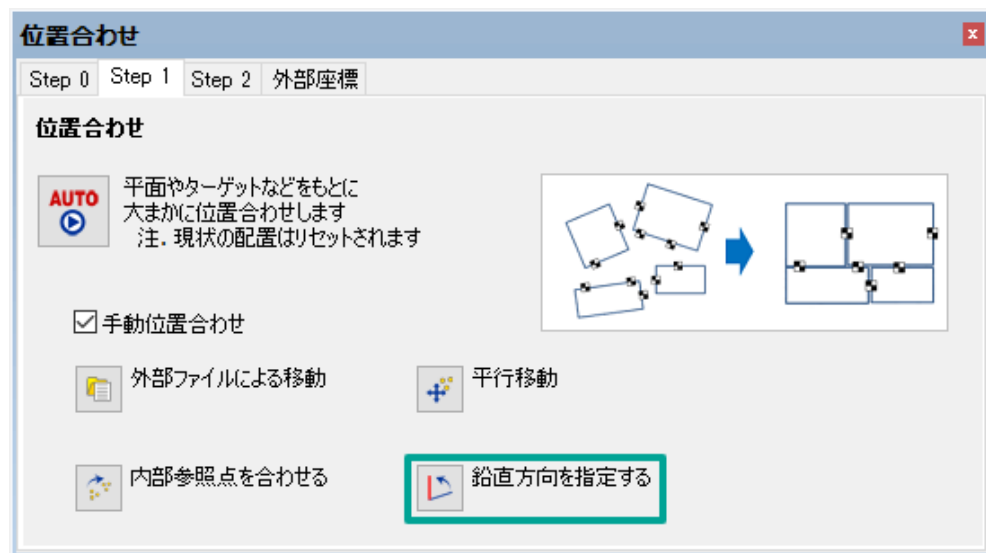 位置合わせ
x
Step 0 Step 1 Step 2 外部座標
位置合わせ
AUTO
平面やターゲットなどをもとに
大まかに位置合わせします
注．現状の配置はリセットされます
手動位置合わせ
外部ファイルによる移動
平行移動
内部参照点を合わせる
鉛直方向を指定する